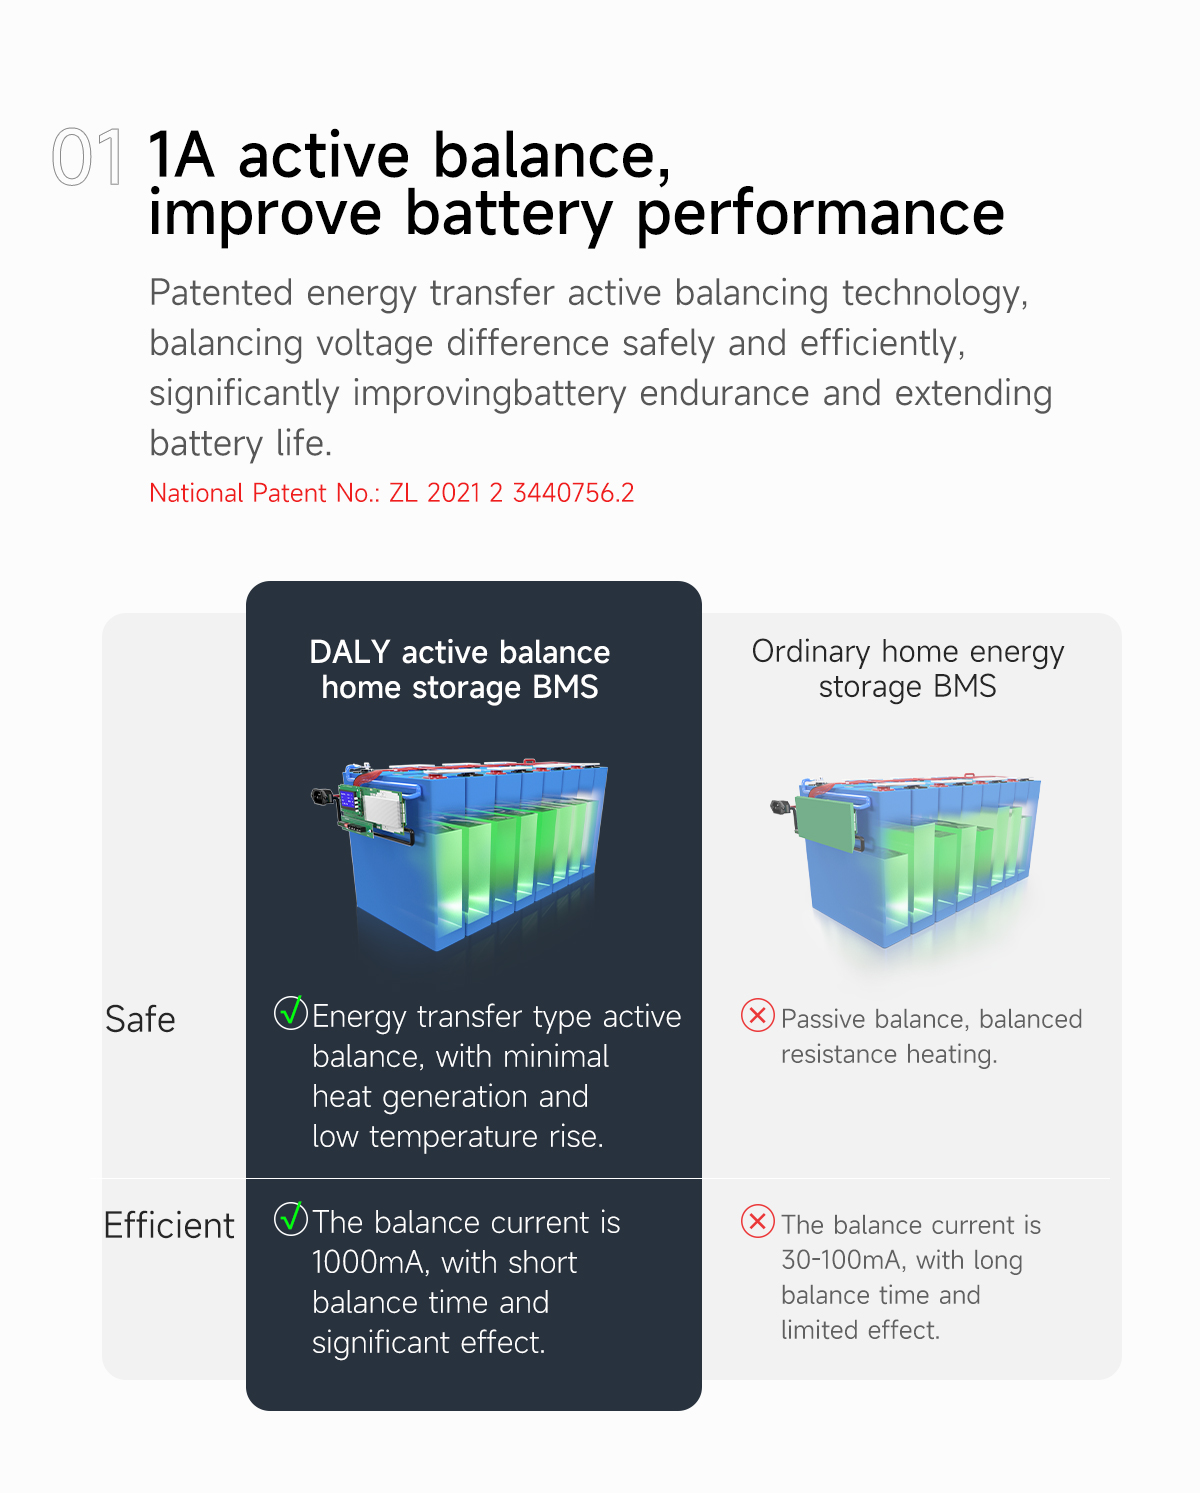 01
1A active balance,
improve battery performance
Patented energy transfer active balancing technology,
balancing voltage difference safely and efficiently,
significantly improvingbattery endurance and extending
battery life.
National Patent No.: ZL 2021 2 3440756.2
DALY active balance
home storage BMS
Ordinary home energy
storage BMS
Safe
Energy transfer type active
balance, with minimal
heat generation and
low temperature rise.
Passive balance, balanced
resistance heating.
Efficient
The balance current is
1000mA, with short
balance time and
significant effect.
The balance current is
30-100mA, with long
balance time and
limited effect.